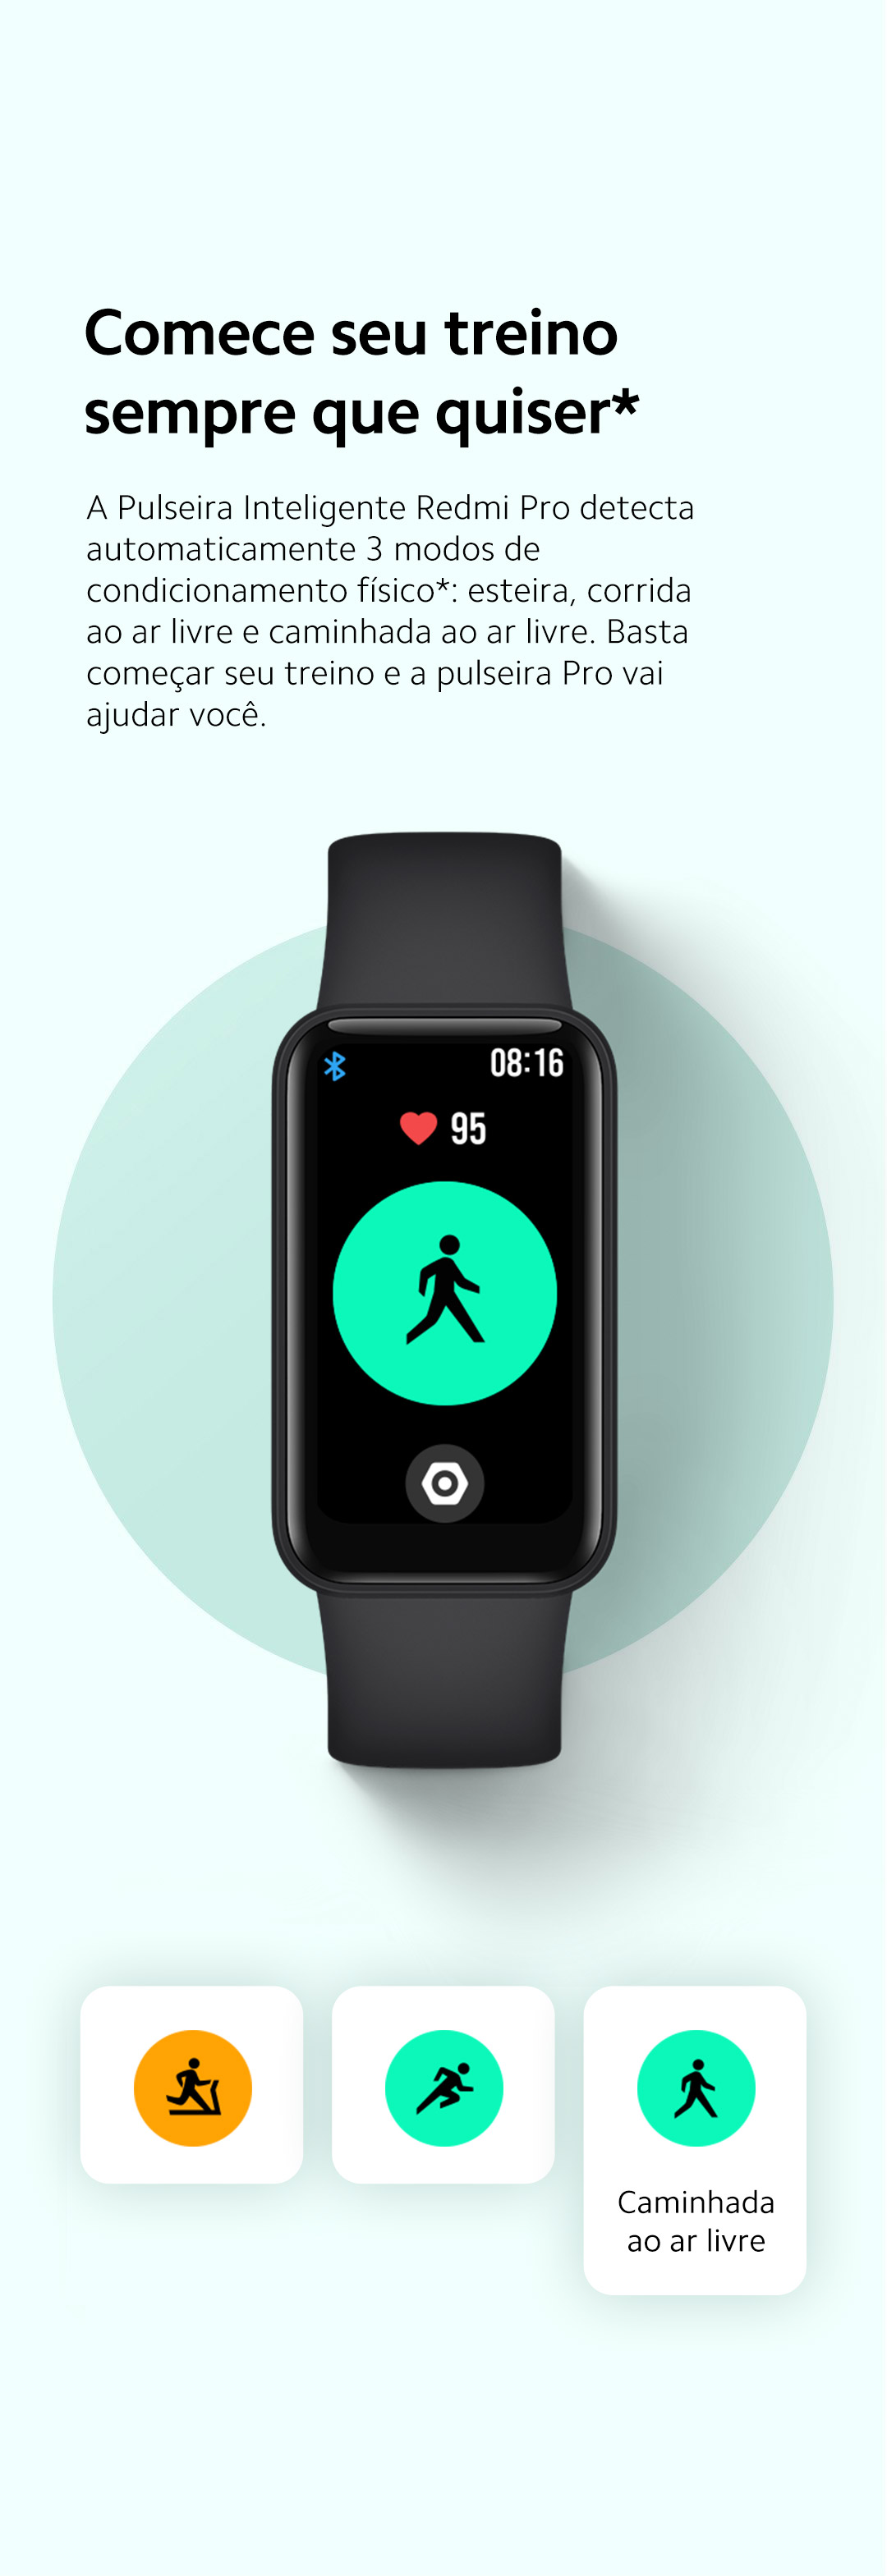 Comece seu treino
sempre que quiser*
A Pulseira Inteligente Redmi Pro detecta
automaticamente 3 modos de
condicionamento físico*: esteira, corrida
ao ar livre e caminhada ao ar livre. Basta
começar seu treino e a pulseira Pro vai
ajudar você.
08:16
95
Caminhada
ao ar livre